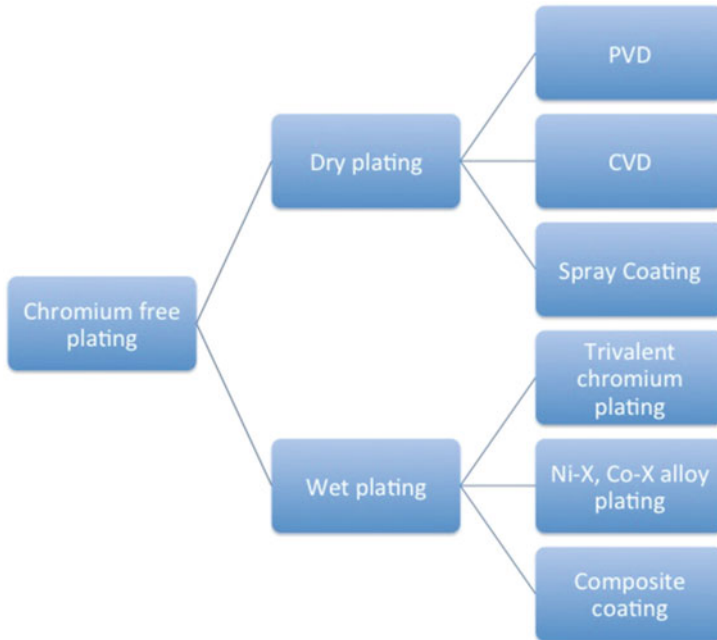 PVD
Dry plating
CVD
Spray Coating
Chromium free
plating
Trivalent
chromium
plating
Wet plating
Ni-X, Co-X alloy
plating
Composite
coating